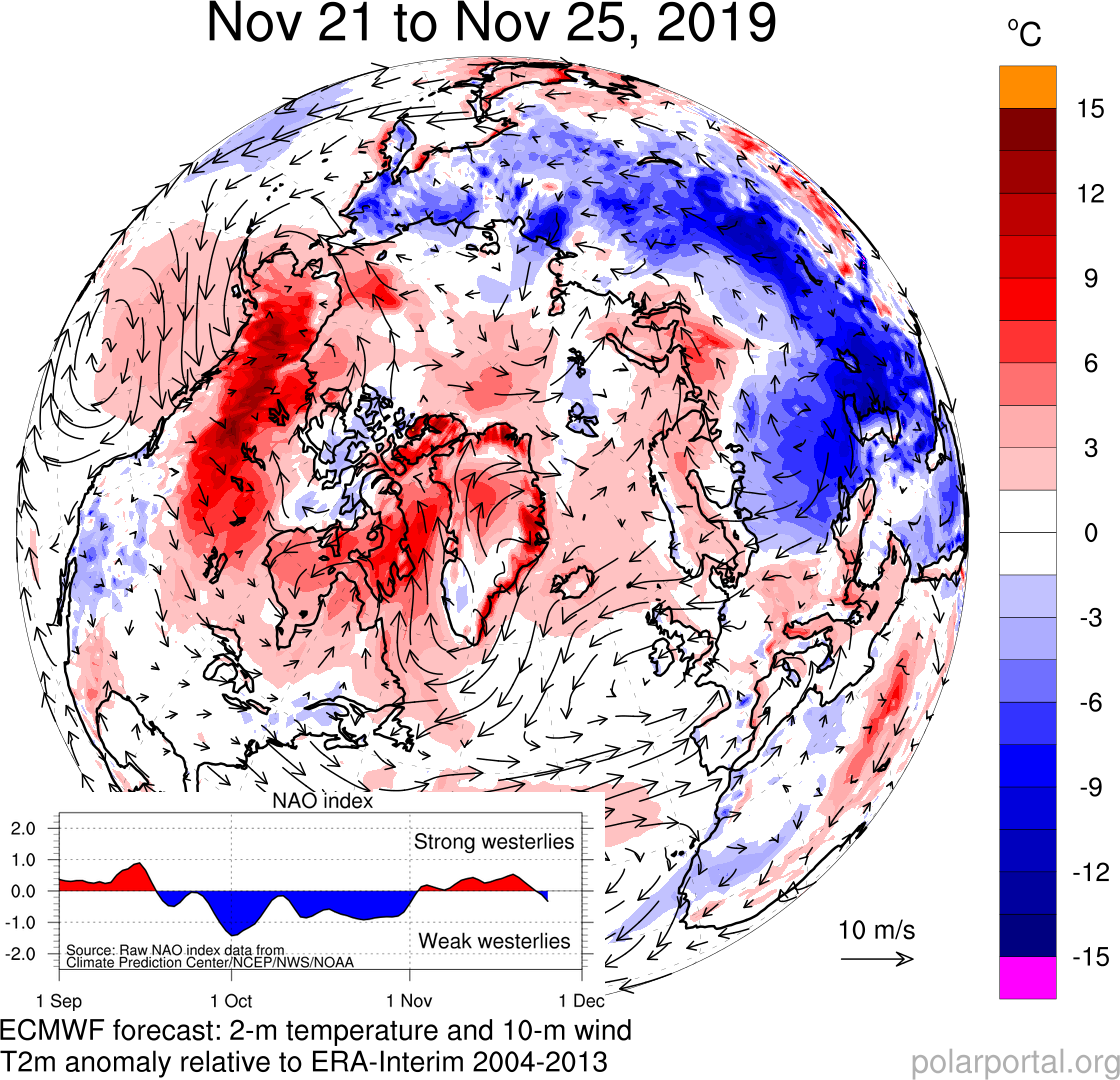 Nov 21 to Nov 25, 2019
°C
15
12
9
6
3
0
-3
-6
-9
-12
-15
10 m/s
NAO index
2.0
1.0
0.0
-1.0
-2.0
Strong westerlies
Weak westerlies
Source: Raw NAO index data from
Climate Prediction Center/NCEP/NWS/NOAA
1 Sep
1 Oct
1 Nov
1 Dec
ECMWF forecast: 2-m temperature and 10-m wind
T2m anomaly relative to ERA-Interim 2004-2013
polarportal.org